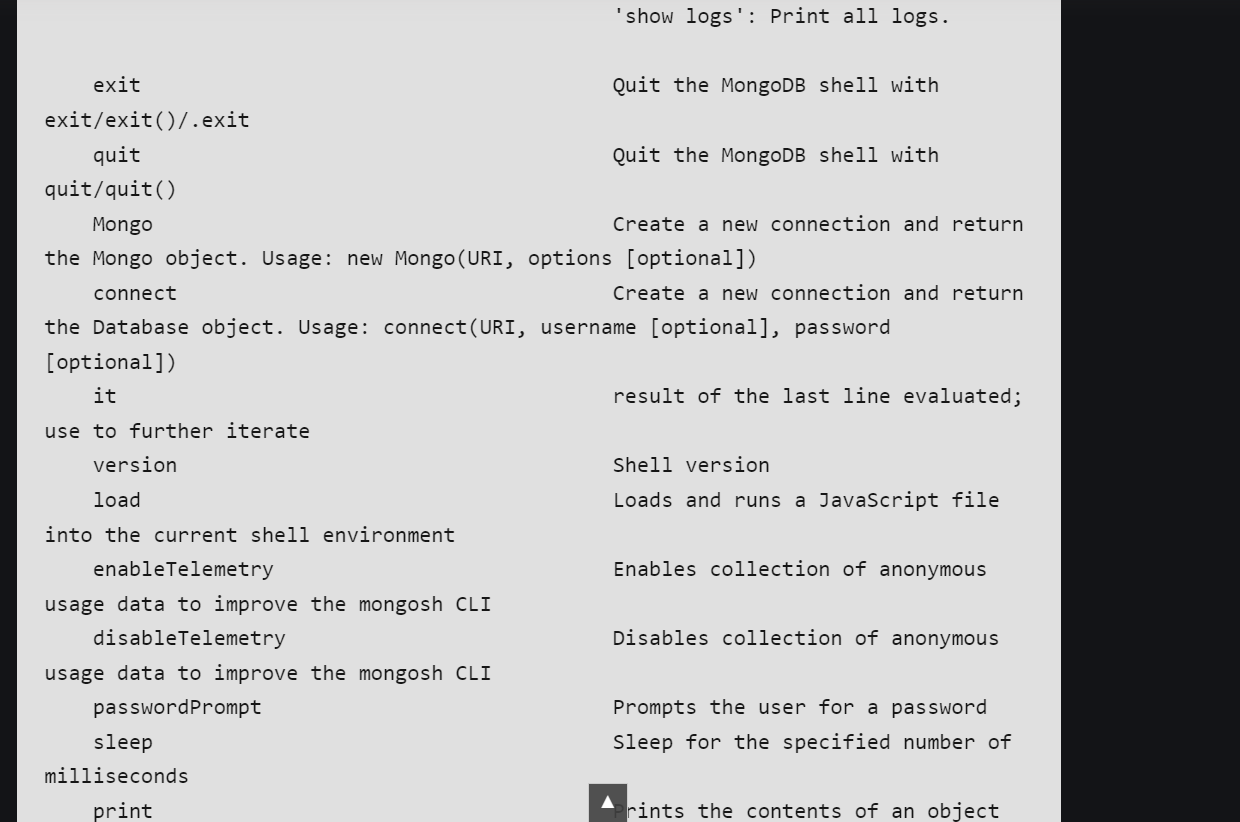 'show logs': Print all logs.
exit Quit the MongoDB shell with
exit/exit()/.exit
quit Quit the MongoDB shell with
quit/quit()
Mongo Create a new connection and return
the Mongo object. Usage: new Mongo(URI, options [optional])
connect Create a new connection and return
the Database object. Usage: connect(URI, username [optional], password
[optional])
it result of the last line evaluated;
use to further iterate
version Shell version
load Loads and runs a JavaScript file
into the current shell environment
enableTelemetry Enables collection of anonymous
usage data to improve the mongosh CLI
disableTelemetry Disables collection of anonymous
usage data to improve the mongosh CLI
passwordPrompt Prompts the user for a password
sleep Sleep for the specified number of
milliseconds
print Prints the contents of an object